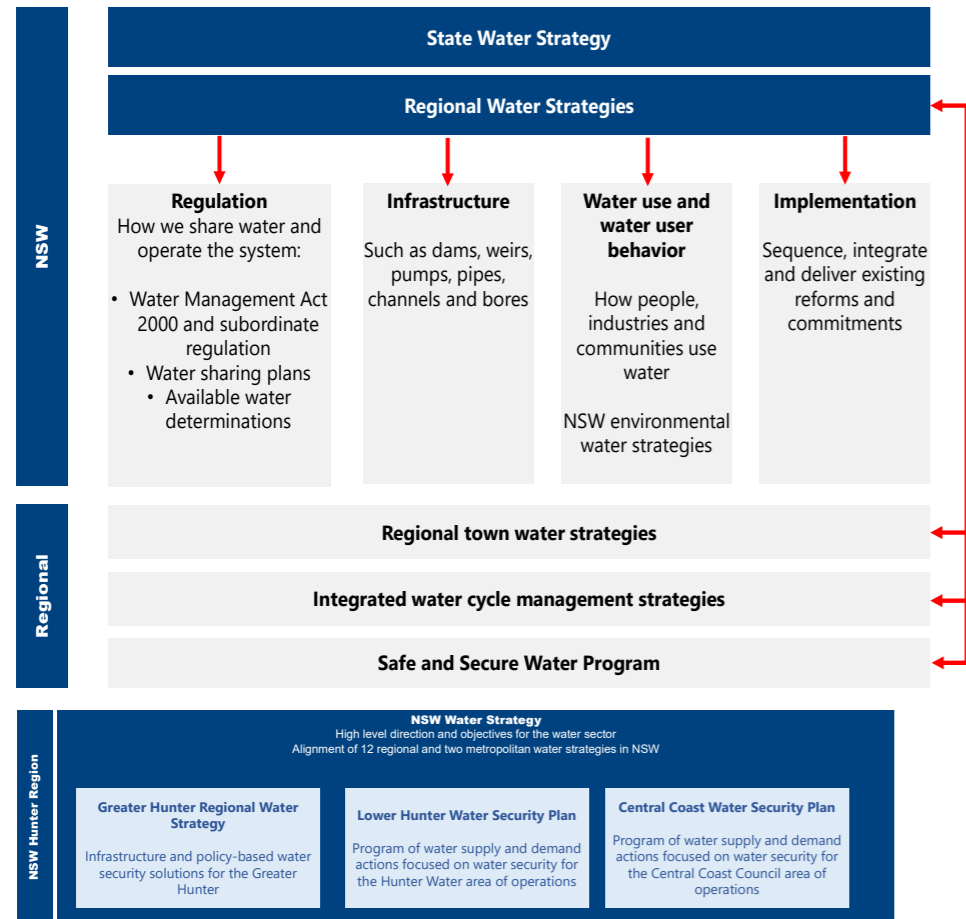 NSW
State Water Strategy
Regional Water Strategies
Regulation
How we share water and
operate the system:
• Water Management Act
2000 and subordinate
regulation
• Water sharing plans
• Available water
determinations
Infrastructure
Such as dams, weirs,
pumps, pipes,
channels and bores
Water use and
water user
behavior
How people,
industries and
communities use
water
NSW environmental
water strategies
Implementation
Sequence, integrate
and deliver existing
reforms and
commitments
Regional
Regional town water strategies
Integrated water cycle management strategies
Safe and Secure Water Program
NSW Hunter Region
NSW Water Strategy
High level direction and objectives for the water sector
Alignment of 12 regional and two metropolitan water strategies in NSW
Greater Hunter Regional Water
Strategy
Infrastructure and policy-based water
security solutions for the Greater
Hunter
Lower Hunter Water Security Plan
Program of water supply and demand
actions focused on water security for
the Hunter Water area of operations
Central Coast Water Security Plan
Program of water supply and demand
actions focused on water security for
the Central Coast Council area of
operations